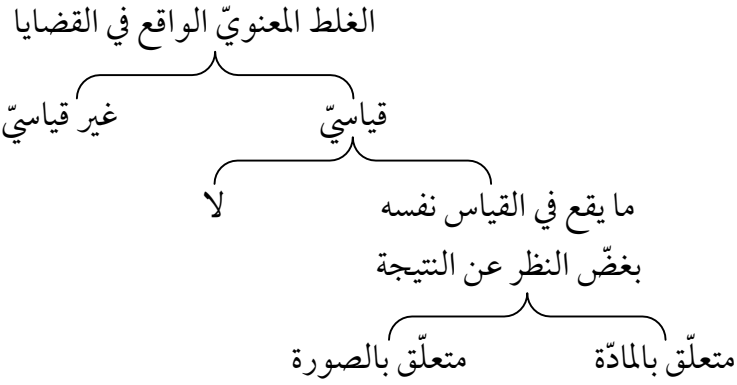 الغلط المعنويّ الواقع في القضايا
قياسيّ غير قياسيّ
ما يقع في القياس نفسه لا
بغضّ النظر عن النتيجة
متعلّق بالمادّة متعلّق بالصورة